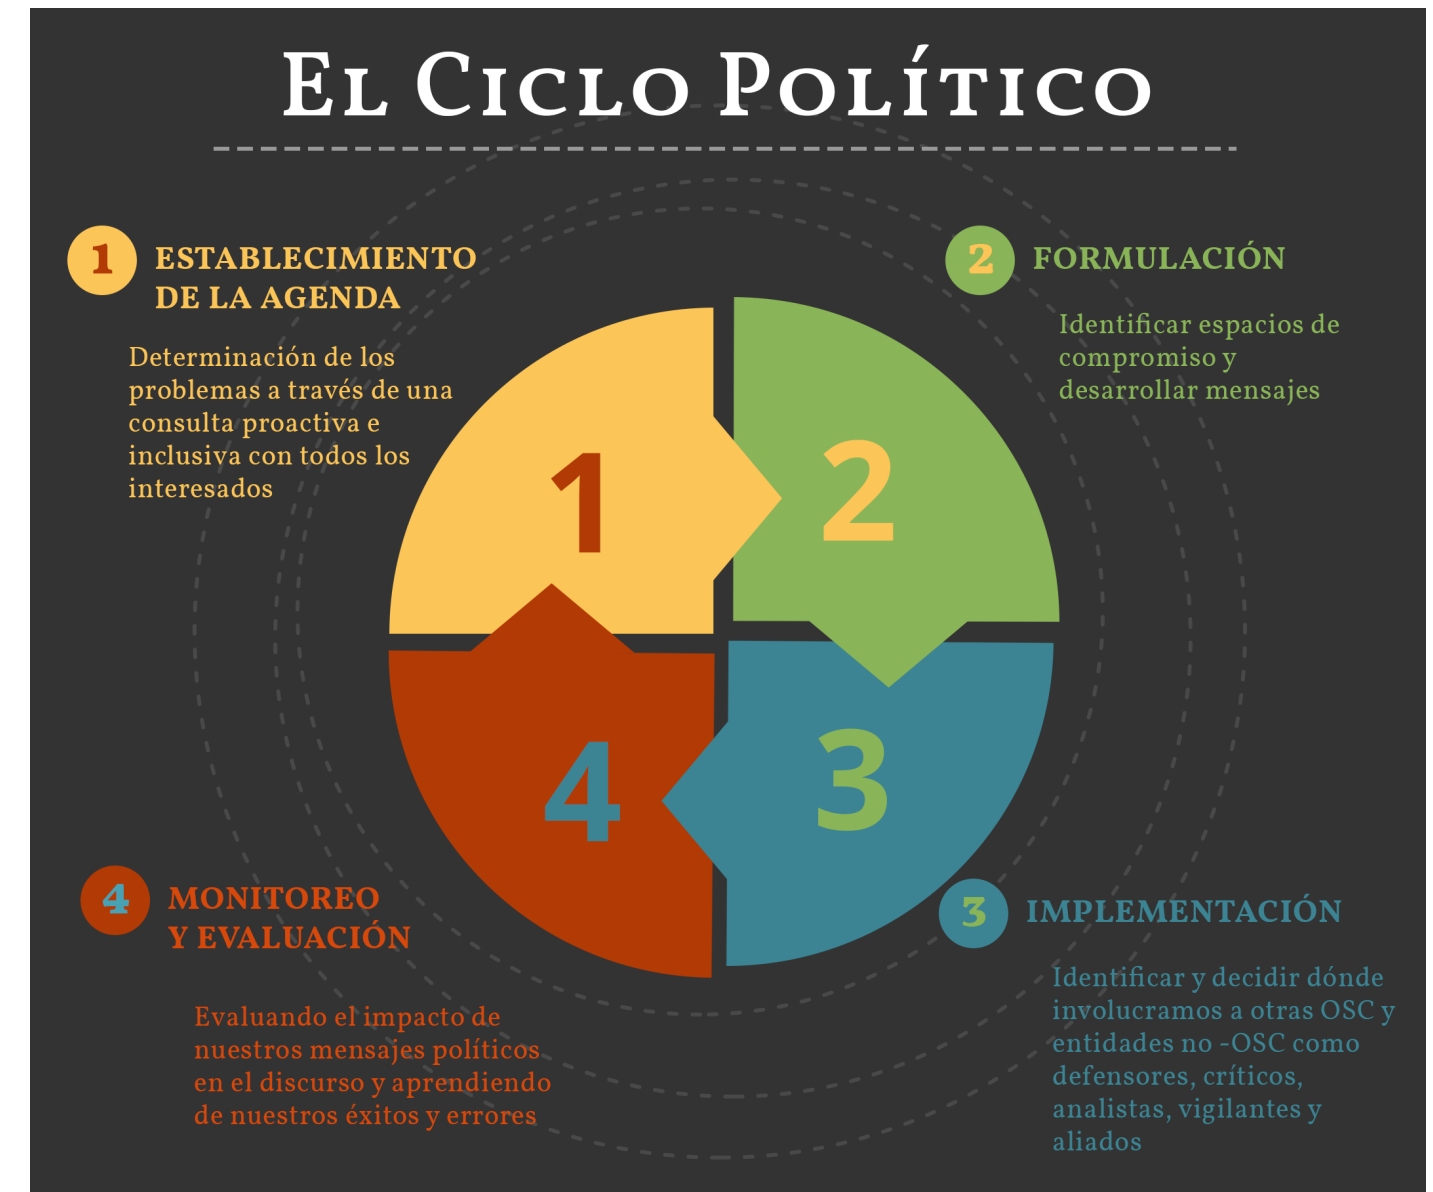 El Ciclo Político
1
ESTABLECIMIENTO
DE LA AGENDA
Determinación de los
problemas a través de una
consulta proactiva e
inclusiva con todos los
interesados
2
FORMULACIÓN
Identificar espacios de
compromiso y
desarrollar mensajes
1
2
4
3
4
MONITOREO
Y EVALUACIÓN
Evaluando el impacto de
nuestros mensajes políticos
en el discurso y aprendiendo
de nuestros éxitos y errores
3
IMPLEMENTACIÓN
Identificar y decidir dónde
involucramos a otras OSC y
entidades no -OSC como
defensores, críticos,
analistas, vigilantes y
aliados